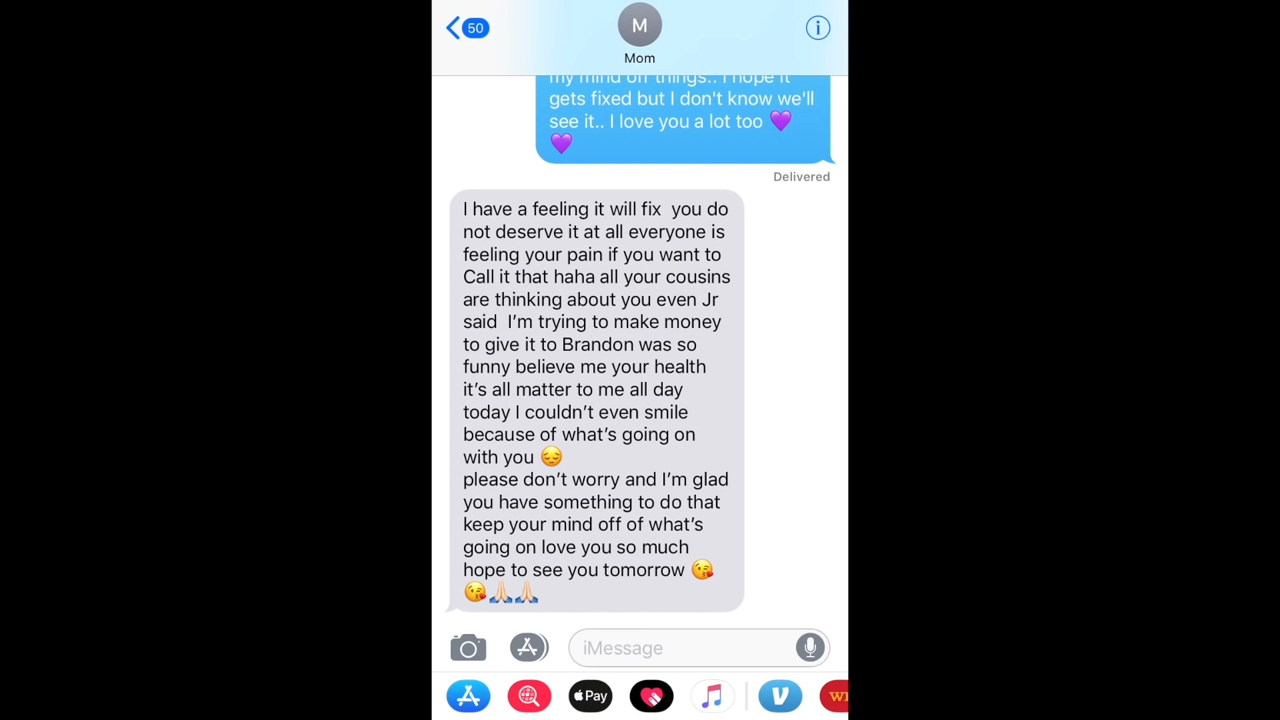 50
M
Mom
my mind off things.. I hope it
gets fixed but I don't know we'll
see it.. I love you a lot too 💜
💜
Delivered
I have a feeling it will fix  you do
not deserve it at all everyone is
feeling your pain if you want to
Call it that haha all your cousins
are thinking about you even Jr
said  I’m trying to make money
to give it to Brandon was so
funny believe me your health
it’s all matter to me all day
today I couldn’t even smile
because of what’s going on
with you 😔
please don’t worry and I’m glad
you have something to do that
keep your mind off of what’s
going on love you so much
hope to see you tomorrow 😘
😘🙏🏻🙏🏻
iMessage
Pay
V